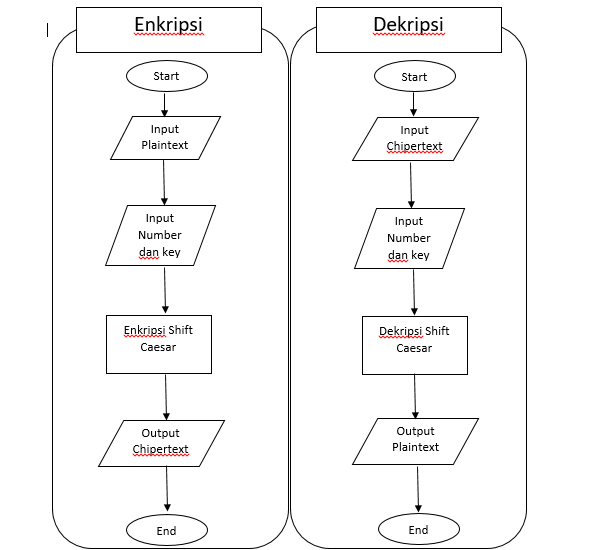 Enkripsi
Start
Input
Plaintext
Input
Number
dan key
Enkripsi Shift
Caesar
Output
Chipertext
End
Dekripsi
Start
Input
Chipertext
Input
Number
dan key
Dekripsi Shift
Caesar
Output
Plaintext
End